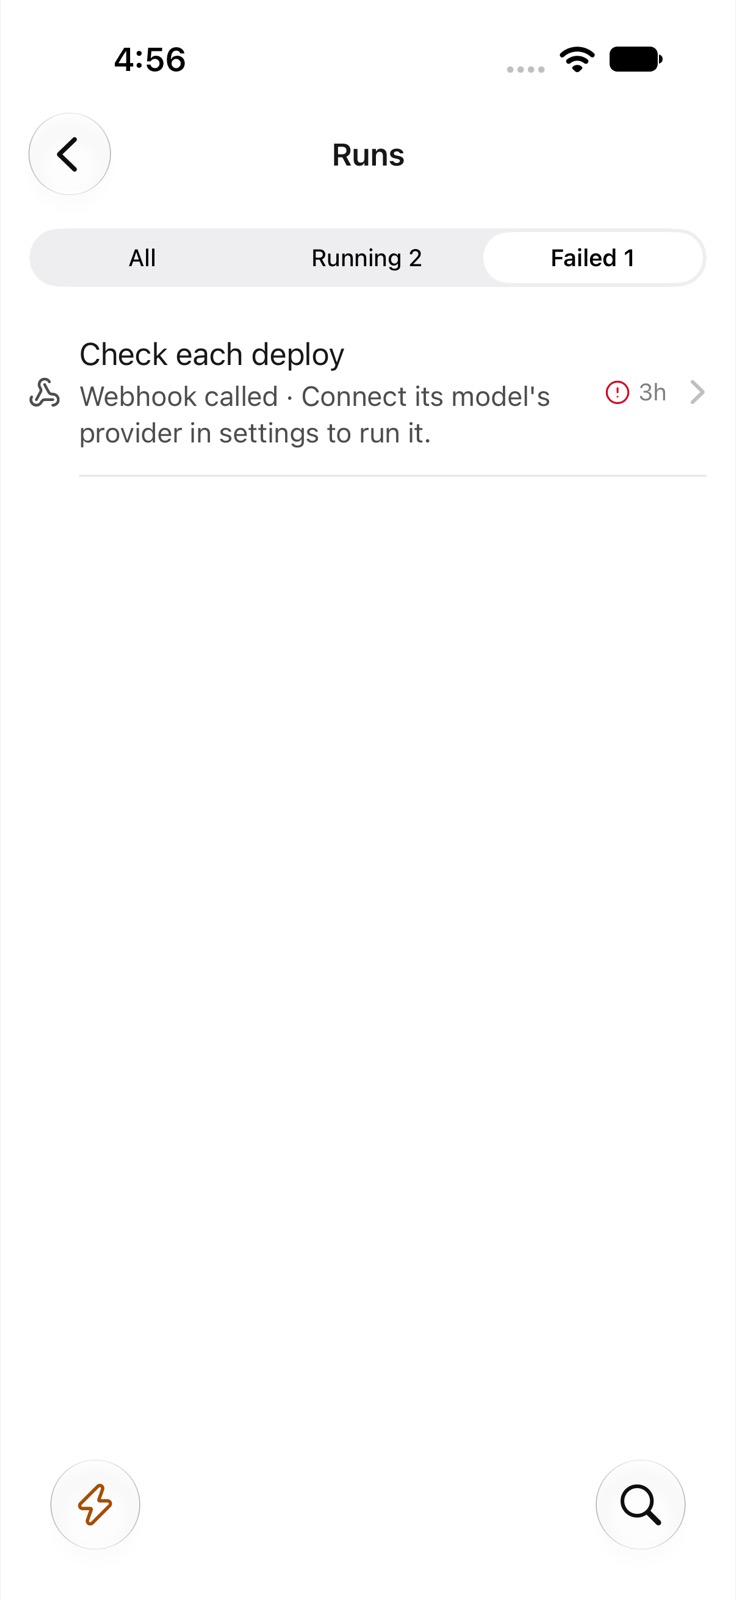 4:56
Runs
All
Running 2
Failed 1
Check each deploy
Webhook called · Connect its model's
provider in settings to run it.
3h